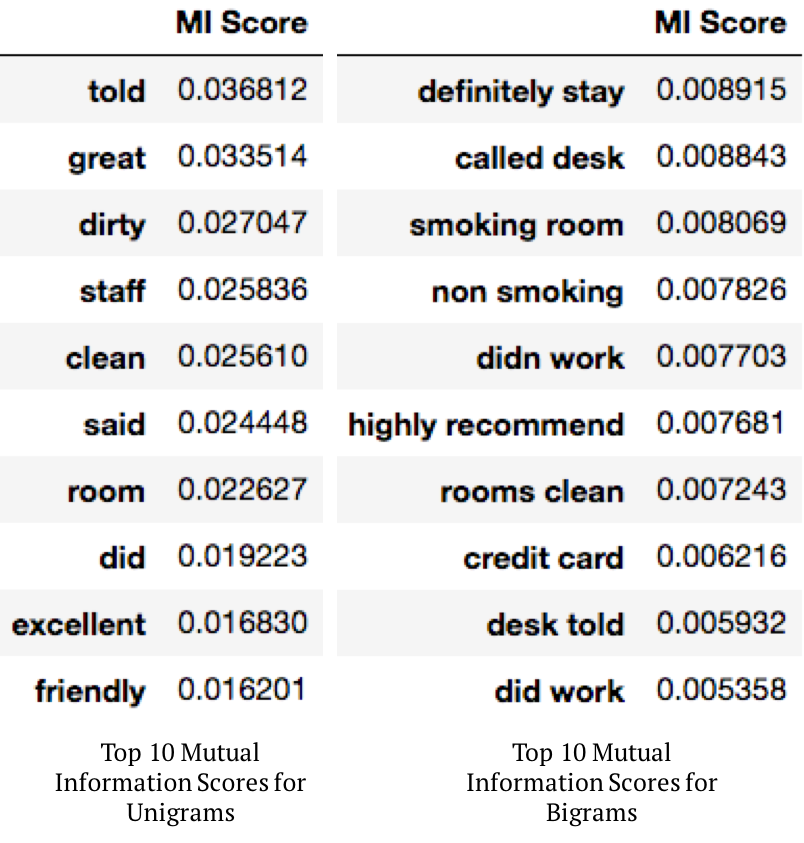 MI Score
told 0.036812
great 0.033514
dirty 0.027047
staff 0.025836
clean 0.025610
said 0.024448
room 0.022627
did 0.019223
excellent 0.016830
friendly 0.016201
Top 10 Mutual
Information Scores for
Unigrams
MI Score
definitely stay 0.008915
called desk 0.008843
smoking room 0.008069
non smoking 0.007826
didn work 0.007703
highly recommend 0.007681
rooms clean 0.007243
credit card 0.006216
desk told 0.005932
did work 0.005358
Top 10 Mutual
Information Scores for
Bigrams